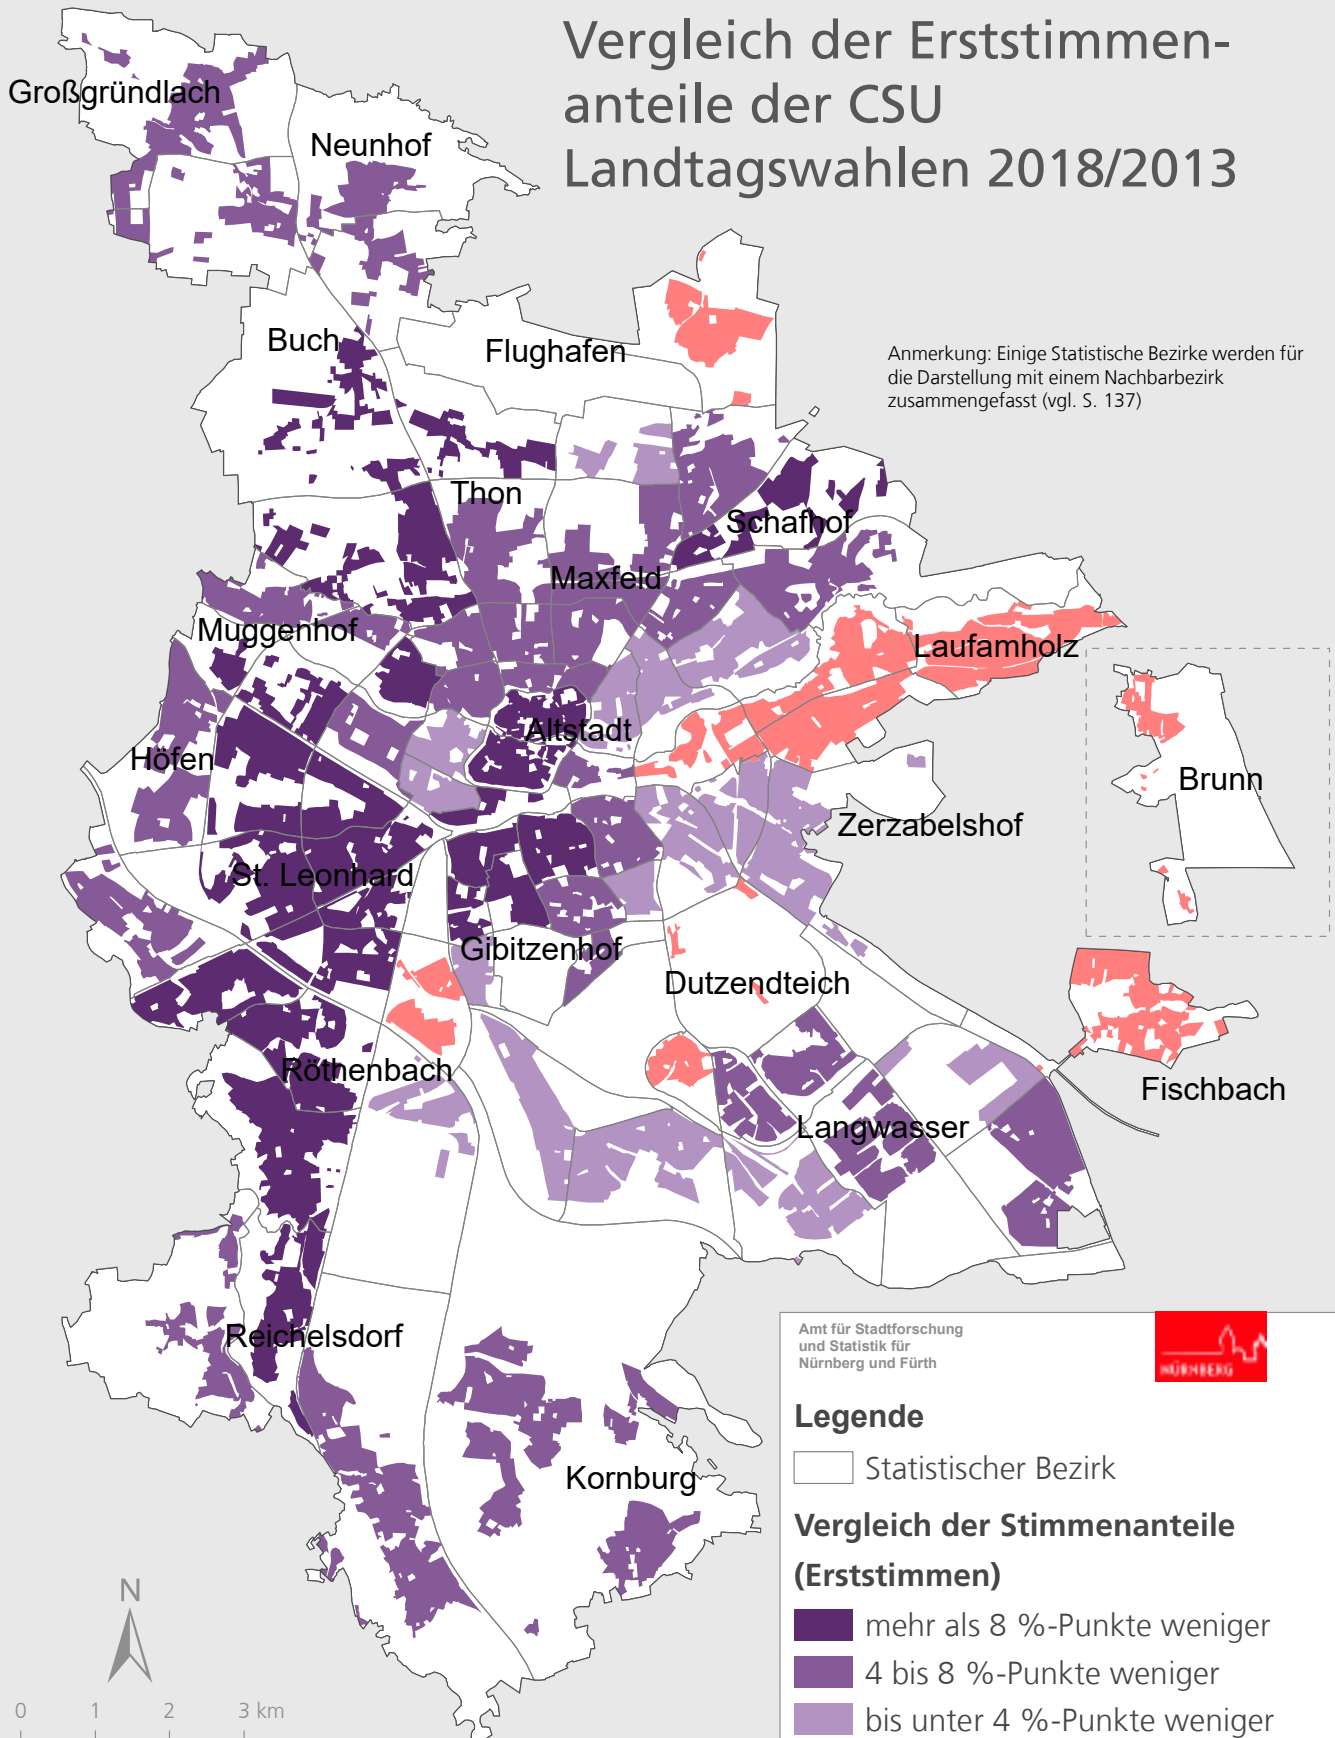 Vergleich der Erststimmen-
anteile der CSU
Landtagswahlen 2018/2013
Großgründlach
Neunhof
Buch
Flughafen
Anmerkung: Einige Statistische Bezirke werden für
die Darstellung mit einem Nachbarbezirk
zusammengefasst (vgl. S. 137)
Thon
Schafhof
Maxfeld
Muggenhof
Laufamholz
Altstadt
Höfen
Brunn
Zerzabelshof
St. Leonhard
Gibitzenhof
Dutzendteich
Röthenbach
Fischbach
Langwasser
Reichelsdorf
Kornburg
Amt für Stadtforschung
und Statistik für
Nürnberg und Fürth
NÜRNBERG
Legende
Statistischer Bezirk
Vergleich der Stimmenanteile
(Erststimmen)
mehr als 8 %-Punkte weniger
4 bis 8 %-Punkte weniger
bis unter 4 %-Punkte weniger
N
0 1 2 3 km